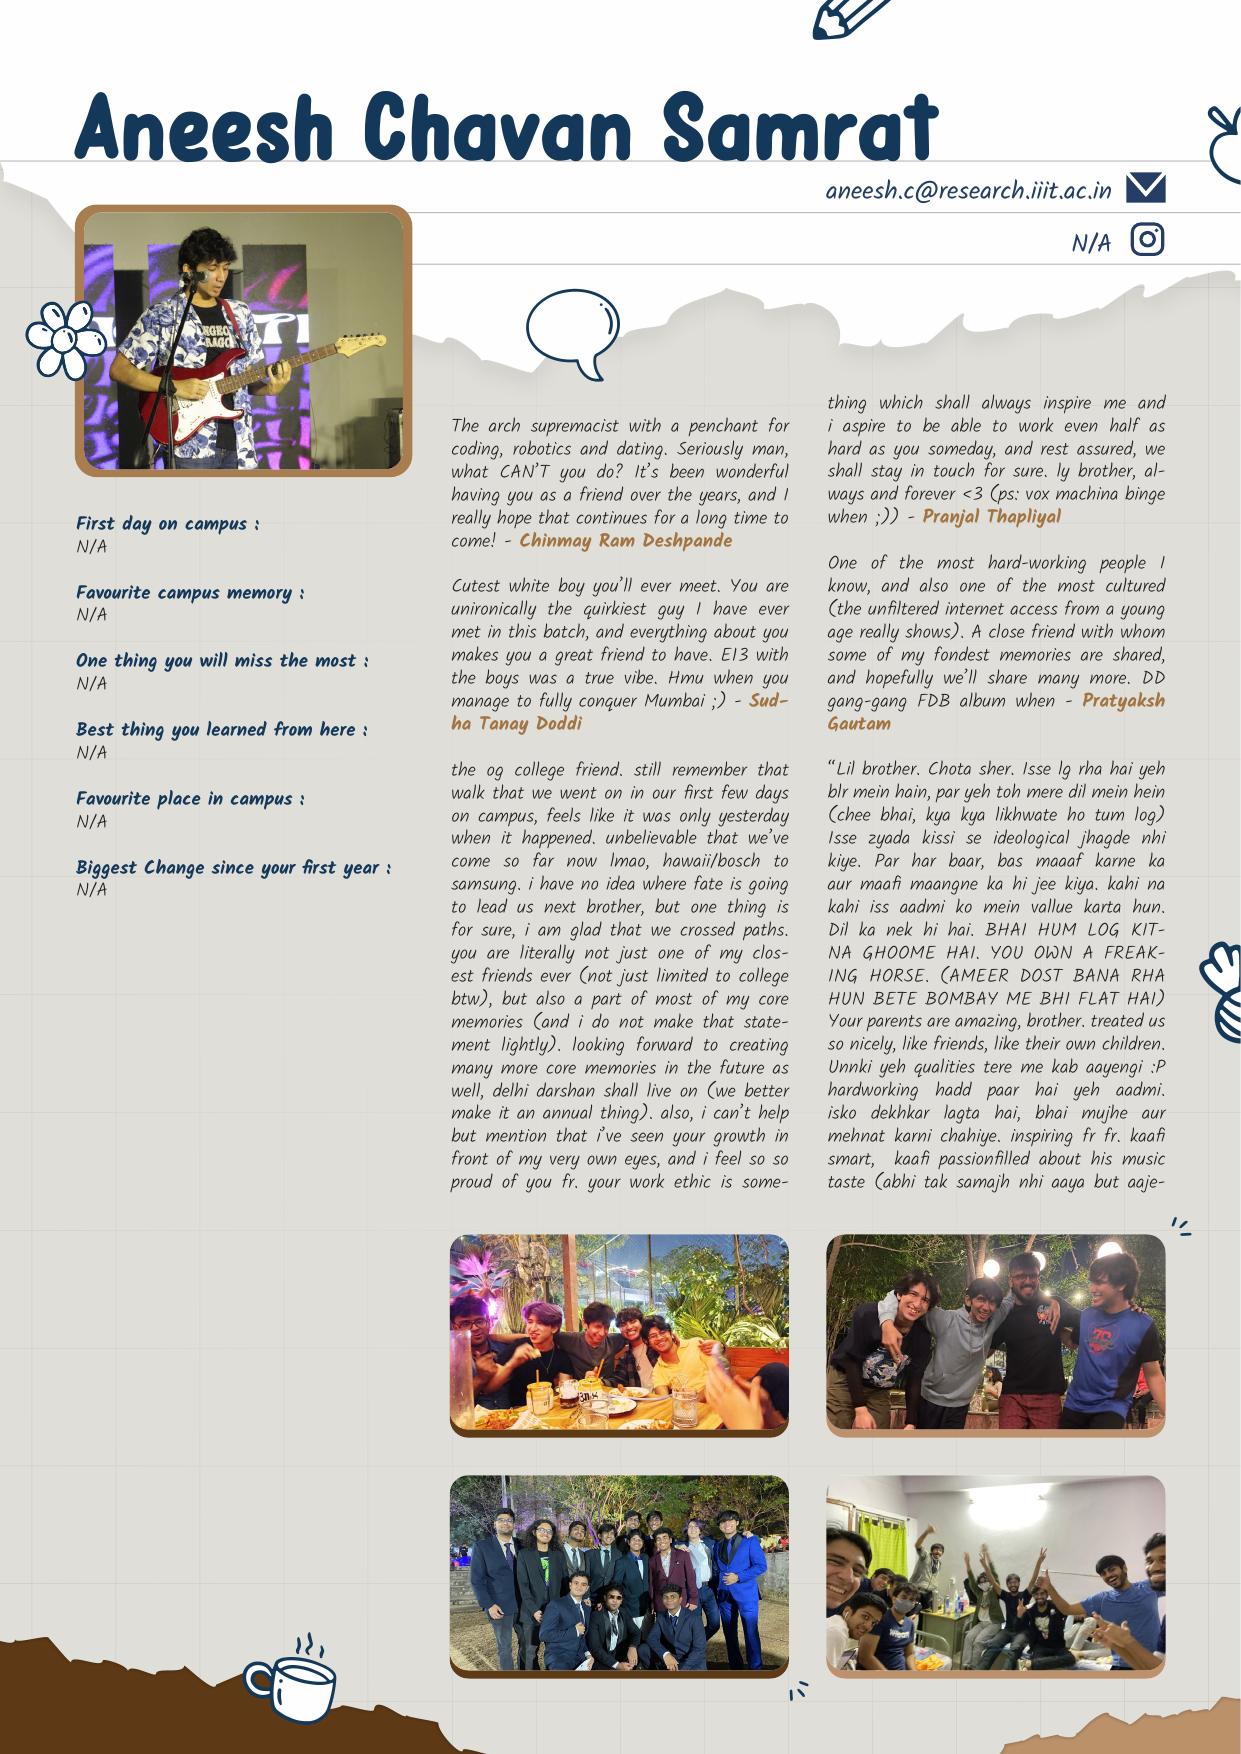 Aneesh Chavan Samrat
aneesh.c@research.iiit.ac.in
N/A
First day on campus :
N/A
Favourite campus memory :
N/A
One thing you will miss the most :
N/A
Best thing you learned from here :
N/A
Favourite place in campus :
N/A
Biggest Change since your first year :
N/A
The arch supremacist with a penchant for
coding, robotics and dating. Seriously man,
what CAN'T you do? It's been wonderful
having you as a friend over the years, and I
really hope that continues for a long time to
come! - Chinmay Ram Deshpande
Cutest white boy you'll ever meet. You are
unironically the quirkiest guy I have ever
met in this batch, and everything about you
makes you a great friend to have. E13 with
the boys was a true vibe. Hmu when you
manage to fully conquer Mumbai ;) - Sud-
ha Tanay Doddi
the og college friend. still remember that
walk that we went on in our first few days
on campus, feels like it was only yesterday
when it happened. unbelievable that we've
come so far now lmao, hawaii/bosch to
samsung. i have no idea where fate is going
to lead us next brother, but one thing is
for sure, i am glad that we crossed paths.
you are literally not just one of my clos-
est friends ever (not just limited to college
btw), but also a part of most of my core
memories (and i do not make that state-
ment lightly). looking forward to creating
many more core memories in the future as
well, delhi darshan shall live on (we better
make it an annual thing). also, i can't help
but mention that i've seen your growth in
front of my very own eyes, and i feel so so
proud of you fr. your work ethic is some-
thing which shall always inspire me and
i aspire to be able to work even half as
hard as you someday, and rest assured, we
shall stay in touch for sure. ly brother, al-
ways and forever <3 (ps: vox machina binge
when ;)) - Pranjal Thapliyal
One of the most hard-working people I
know, and also one of the most cultured
(the unfiltered internet access from a young
age really shows). A close friend with whom
some of my fondest memories are shared,
and hopefully we'll share many more. DD
gang-gang FDB album when - Pratyaksh
Gautam
"Lil brother. Chota sher. Isse lg rha hai yeh
blr mein hain, par yeh toh mere dil mein hein
(chee bhai, kya kya likhwate ho tum log)
Isse zyada kissi se ideological jhagde nhi
kiye. Par har baar, bas maaaf karne ka
aur maafi maangne ka hi jee kiya. kahi na
kahi iss aadmi ko mein vallue karta hun.
Dil ka nek hi hai. BHAI HUM LOG KIT-
NA GHOOME HAI. YOU OWN A FREAK-
ING HORSE. (AMEER DOST BANA RHA
HUN BETE BOMBAY ME BHI FLAT HAI)
Your parents are amazing, brother. treated us
so nicely, like friends, like their own children.
Unnki yeh qualities tere me kab aayengi :P
hardworking hadd paar hai yeh aadmi.
isko dekhkar lagta hai, bhai mujhe aur
mehnat karni chahiye. inspiring fr fr. kaafi
smart, kaafi passionfilled about his music
taste (abhi tak samajh nhi aaya but aaje-